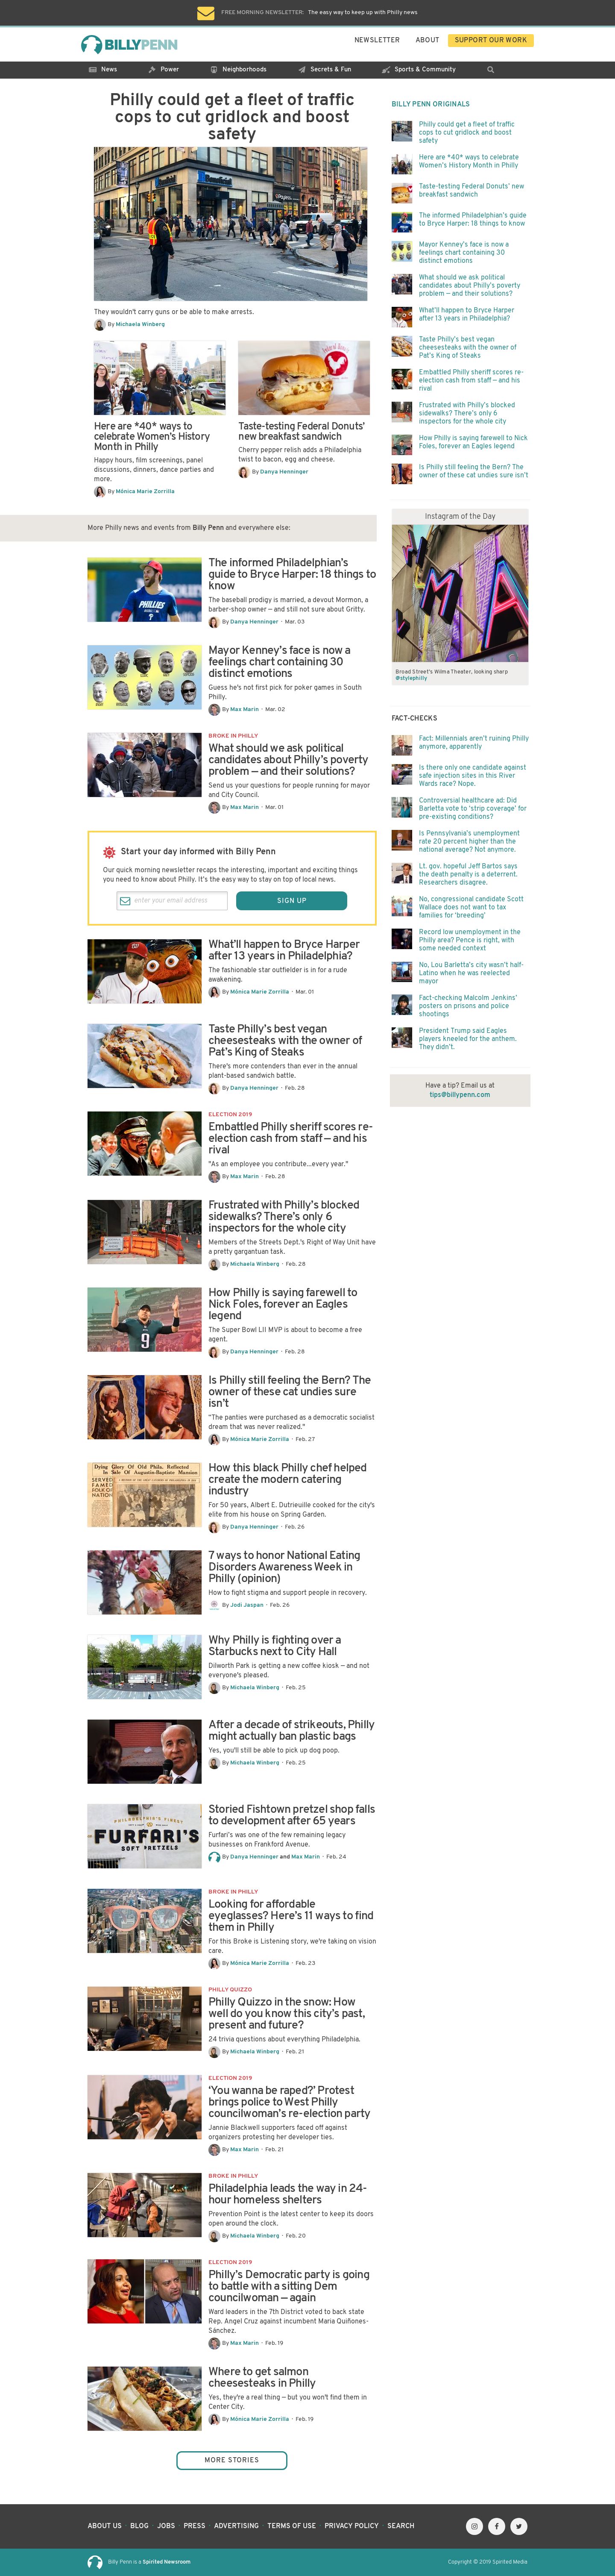 FREE MORNING NEWSLETTER: The easy way to keep up with Philly news
BILLYPENN
NEWSLETTER
ABOUT
SUPPORT OUR WORK
News
Power
Neighborhoods
Secrets & Fun
Sports & Community
Philly could get a fleet of traffic
cops to cut gridlock and boost
safety
They wouldn't carry guns or be able to make arrests.
By Michaela Winberg
Here are *40* ways to
celebrate Women's History
Month in Philly
Happy hours, film screenings, panel
discussions, dinners, dance parties and
more.
By Mónica Marie Zorrilla
Taste-testing Federal Donuts'
new breakfast sandwich
Cherry pepper relish adds a Philadelphia
twist to bacon, egg and cheese.
By Danya Henninger
More Philly news and events from Billy Penn and everywhere else:
The informed Philadelphian's
guide to Bryce Harper: 18 things to
know
The baseball prodigy is married, a devout Mormon, a
barber-shop owner — and still not sure about Gritty.
By Danya Henninger · Mar. 03
Mayor Kenney's face is now a
feelings chart containing 30
distinct emotions
Guess he's not first pick for poker games in South
Philly.
By Max Marin · Mar. 02
BROKE IN PHILLY
What should we ask political
candidates about Philly's poverty
problem — and their solutions?
Send us your questions for people running for mayor
and City Council.
By Max Marin · Mar. 01
Start your day informed with Billy Penn
Our quick morning newsletter recaps the interesting, important and exciting things
you need to know about Philly. It's the easy way to stay on top of local news.
enter your email address
SIGN UP
What'll happen to Bryce Harper
after 13 years in Philadelphia?
The fashionable star outfielder is in for a rude
awakening.
By Mónica Marie Zorrilla · Mar. 01
Taste Philly's best vegan
cheesesteaks with the owner of
Pat's King of Steaks
There's more contenders than ever in the annual
plant-based sandwich battle.
By Danya Henninger · Feb. 28
ELECTION 2019
Embattled Philly sheriff scores re-
election cash from staff — and his
rival
"As an employee you contribute...every year."
By Max Marin · Feb. 28
Frustrated with Philly's blocked
sidewalks? There's only 6
inspectors for the whole city
Members of the Streets Dept.'s Right of Way Unit have
a pretty gargantuan task.
By Michaela Winberg · Feb. 28
How Philly is saying farewell to
Nick Foles, forever an Eagles
legend
The Super Bowl LII MVP is about to become a free
agent.
By Danya Henninger · Feb. 28
Is Philly still feeling the Bern? The
owner of these cat undies sure
isn't
"The panties were purchased as a democratic socialist
dream that was never realized."
By Mónica Marie Zorrilla · Feb. 27
Dying Glory Of Old Phila. Reflected
In Sale Of Augustin-Baptiste Mansion
How this black Philly chef helped
create the modern catering
industry
For 50 years, Albert E. Dutrieuille cooked for the city's
elite from his house on Spring Garden.
By Danya Henninger · Feb. 26
7 ways to honor National Eating
Disorders Awareness Week in
Philly (opinion)
How to fight stigma and support people in recovery.
By Jodi Jaspan · Feb. 26
Why Philly is fighting over a
Starbucks next to City Hall
Dilworth Park is getting a new coffee kiosk — and not
everyone's pleased.
By Michaela Winberg · Feb. 25
After a decade of strikeouts, Philly
might actually ban plastic bags
Yes, you'll still be able to pick up dog poop.
By Michaela Winberg · Feb. 25
PHILADELPHIA'S FINEST
FURFARI'S
SOFT PRETZELS
Storied Fishtown pretzel shop falls
to development after 65 years
Furfari's was one of the few remaining legacy
businesses on Frankford Avenue.
By Danya Henninger and Max Marin · Feb. 24
BROKE IN PHILLY
Looking for affordable
eyeglasses? Here's 11 ways to find
them in Philly
For this Broke is Listening story, we're taking on vision
care.
By Mónica Marie Zorrilla · Feb. 23
PHILLY QUIZZO
Philly Quizzo in the snow: How
well do you know this city's past,
present and future?
24 trivia questions about everything Philadelphia.
By Michaela Winberg · Feb. 21
ELECTION 2019
'You wanna be raped?' Protest
brings police to West Philly
councilwoman's re-election party
Jannie Blackwell supporters faced off against
organizers protesting her developer ties.
By Max Marin · Feb. 21
BROKE IN PHILLY
Philadelphia leads the way in 24-
hour homeless shelters
Prevention Point is the latest center to keep its doors
open around the clock.
By Michaela Winberg · Feb. 20
ELECTION 2019
Philly's Democratic party is going
to battle with a sitting Dem
councilwoman — again
Ward leaders in the 7th District voted to back state
Rep. Angel Cruz against incumbent Maria Quiñones-
Sánchez.
By Max Marin · Feb. 19
Where to get salmon
cheesesteaks in Philly
Yes, they're a real thing — but you won't find them in
Center City.
By Mónica Marie Zorrilla · Feb. 19
MORE STORIES
BILLY PENN ORIGINALS
Philly could get a fleet of traffic
cops to cut gridlock and boost
safety
Here are *40* ways to celebrate
Women's History Month in Philly
Taste-testing Federal Donuts' new
breakfast sandwich
The informed Philadelphian's guide
to Bryce Harper: 18 things to know
Mayor Kenney's face is now a
feelings chart containing 30
distinct emotions
What should we ask political
candidates about Philly's poverty
problem — and their solutions?
What'll happen to Bryce Harper
after 13 years in Philadelphia?
Taste Philly's best vegan
cheesesteaks with the owner of
Pat's King of Steaks
Embattled Philly sheriff scores re-
election cash from staff — and his
rival
Frustrated with Philly's blocked
sidewalks? There's only 6
inspectors for the whole city
How Philly is saying farewell to Nick
Foles, forever an Eagles legend
Is Philly still feeling the Bern? The
owner of these cat undies sure isn't
Instagram of the Day
Broad Street's Wilma Theater, looking sharp
@stylephilly
FACT-CHECKS
Fact: Millennials aren't ruining Philly
anymore, apparently
Is there only one candidate against
safe injection sites in this River
Wards race? Nope.
Controversial healthcare ad: Did
Barletta vote to 'strip coverage' for
pre-existing conditions?
Is Pennsylvania's unemployment
rate 20 percent higher than the
national average? Not anymore.
Lt. gov. hopeful Jeff Bartos says
the death penalty is a deterrent.
Researchers disagree.
No, congressional candidate Scott
Wallace does not want to tax
families for 'breeding'
Record low unemployment in the
Philly area? Pence is right, with
some needed context
No, Lou Barletta's city wasn't half-
Latino when he was reelected
mayor
Fact-checking Malcolm Jenkins'
posters on prisons and police
shootings
President Trump said Eagles
players kneeled for the anthem.
They didn't.
Have a tip? Email us at
tips@billypenn.com
ABOUT US · BLOG · JOBS · PRESS · ADVERTISING · TERMS OF USE · PRIVACY POLICY · SEARCH
Billy Penn is a Spirited Newsroom
Copyright © 2019 Spirited Media